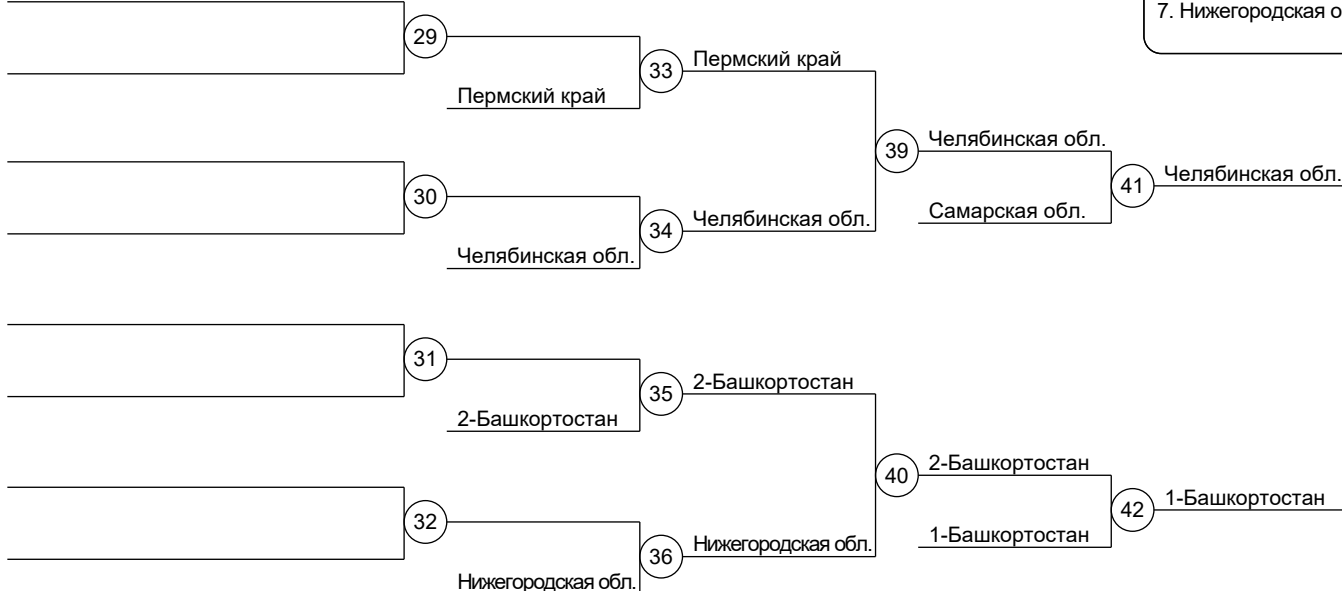 7. Нижегородская о
29
Пермский край
33
Пермский край
39
Челябинская обл.
41
Челябинская обл.
Самарская обл.
30
34
Челябинская обл.
Челябинская обл.
31
35
2-Башкортостан
2-Башкортостан
40
2-Башкортостан
42
1-Башкортостан
1-Башкортостан
32
36
Нижегородская обл.
Нижегородская обл.